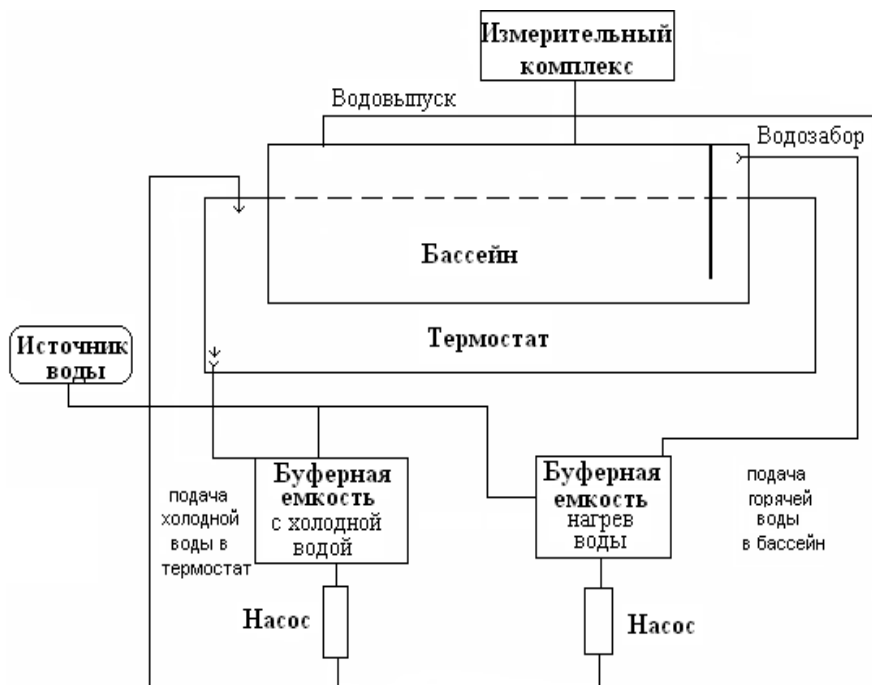 Измерительный
комплекс
Водовыпуск
Водозабор
Бассейн
Термостат
Источник
воды
Буферная
емкость
с холодной
водой
Буферная
емкость
нагрев
воды
подача
холодной
воды в
термостат
подача
горячей
воды
в бассейн
Насос
Насос